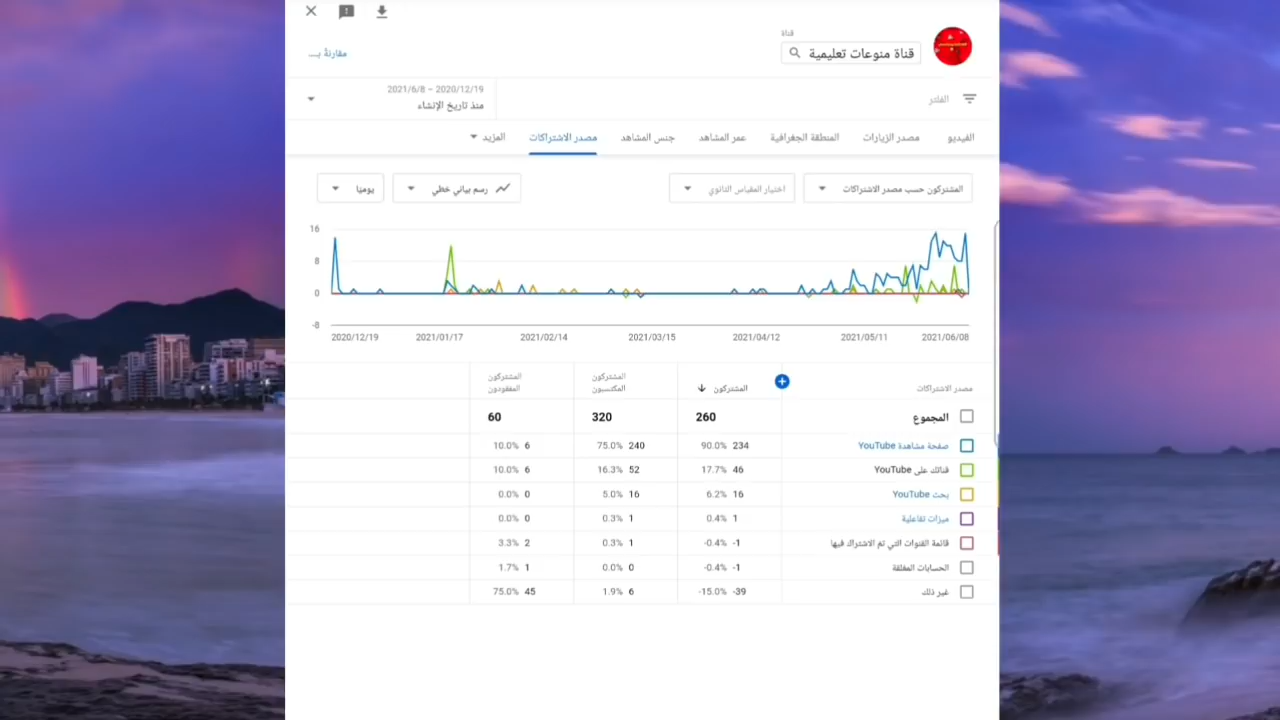 قناة
قناة منوعات تعليمية
مقارنةً بـ...
الفلتر
2020/12/19 – 2021/6/8
منذ تاريخ الإنشاء
الفيديو مصدر الزيارات المنطقة الجغرافية عمر المشاهد جنس المشاهد مصدر الاشتراكات المزيد
المشتركون حسب مصدر الاشتراكات اختيار المقياس الثانوي رسم بياني خطي يوميًا
16
8
0
-8
2020/12/19 2021/01/17 2021/02/14 2021/03/15 2021/04/12 2021/05/11 2021/06/08
مصدر الاشتراكات المشتركون المشتركون المكتسبون المشتركون المفقودون
المجموع 260 320 60
صفحة مشاهدة YouTube 234 90.0% 240 75.0% 6 10.0%
قناتك على YouTube 46 17.7% 52 16.3% 6 10.0%
بحث YouTube 16 6.2% 16 5.0% 0 0.0%
ميزات تفاعلية 1 0.4% 1 0.3% 0 0.0%
قائمة القنوات التي تم الاشتراك فيها -1 -0.4% 1 0.3% 2 3.3%
الحسابات المغلقة -1 -0.4% 0 0.0% 1 1.7%
غير ذلك -39 -15.0% 6 1.9% 45 75.0%